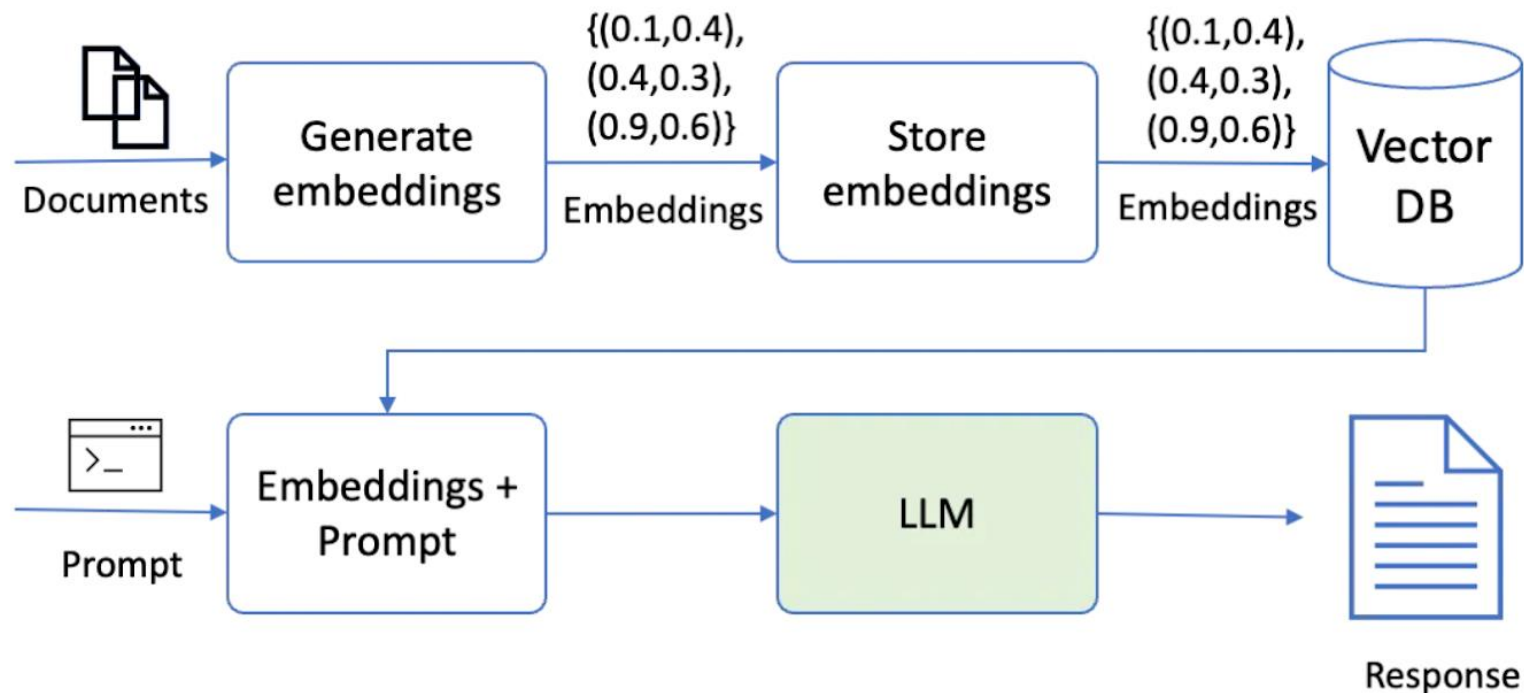 {(0.1,0.4),
(0.4,0.3),
(0.9,0.6)}
{(0.1,0.4),
(0.4,0.3),
(0.9,0.6)}
Documents
Generate
embeddings
Embeddings
Store
embeddings
Embeddings
Vector
DB
>_
Prompt
Embeddings +
Prompt
LLM
Response